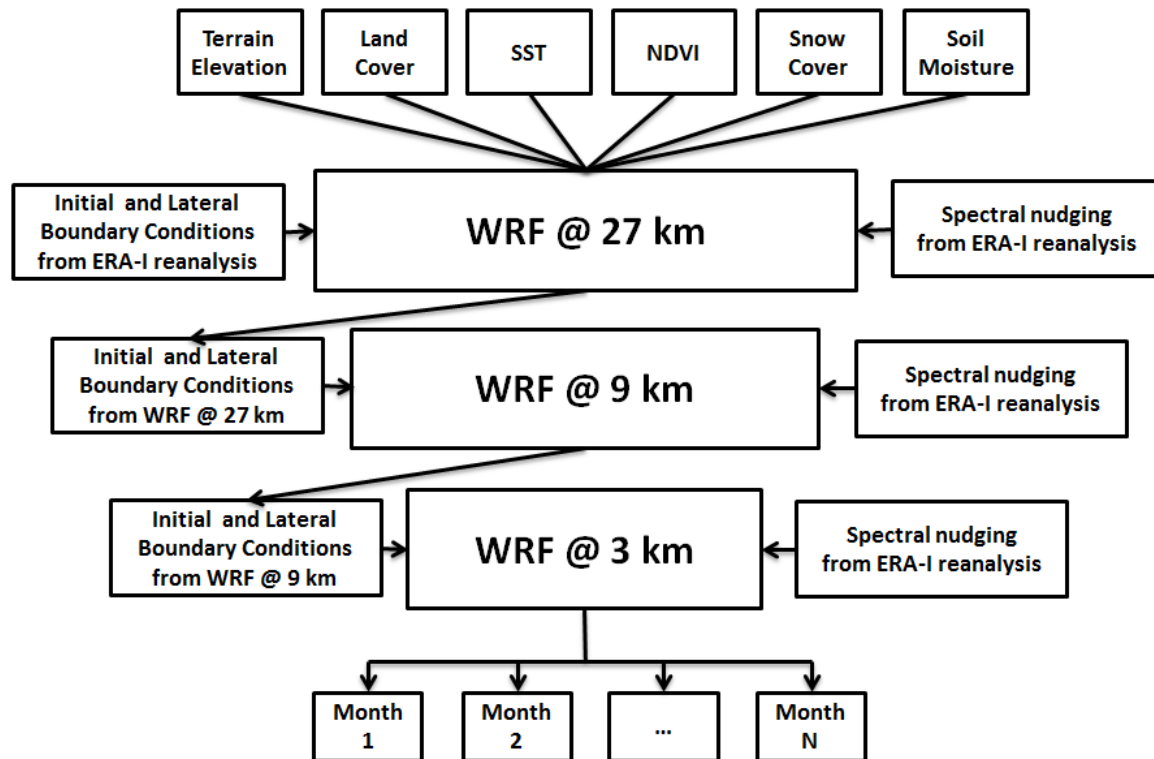 Terrain
Elevation
Land
Cover
SST
NDVI
Snow
Cover
Soil
Moisture
Initial and Lateral
Boundary Conditions
from ERA-I reanalysis
WRF @ 27 km
Spectral nudging
from ERA-I reanalysis
Initial and Lateral
Boundary Conditions
from WRF @ 27 km
WRF @ 9 km
Spectral nudging
from ERA-I reanalysis
Initial and Lateral
Boundary Conditions
from WRF @ 9 km
WRF @ 3 km
Spectral nudging
from ERA-I reanalysis
Month
1
Month
2
...
Month
N